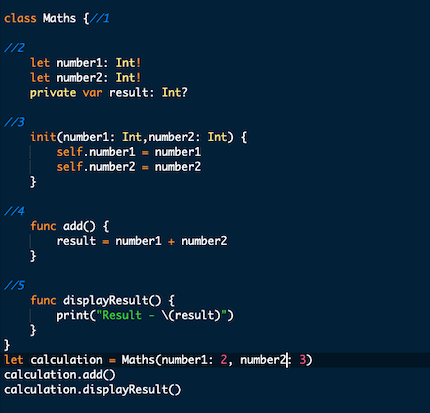 class Maths {//1
//2
let number1: Int!
let number2: Int!
private var result: Int?
//3
init(number1: Int,number2: Int) {
self.number1 = number1
self.number2 = number2
}
//4
func add() {
result = number1 + number2
}
//5
func displayResult() {
print("Result - \(result)")
}
}
let calculation = Maths(number1: 2, number2: 3)
calculation.add()
calculation.displayResult()